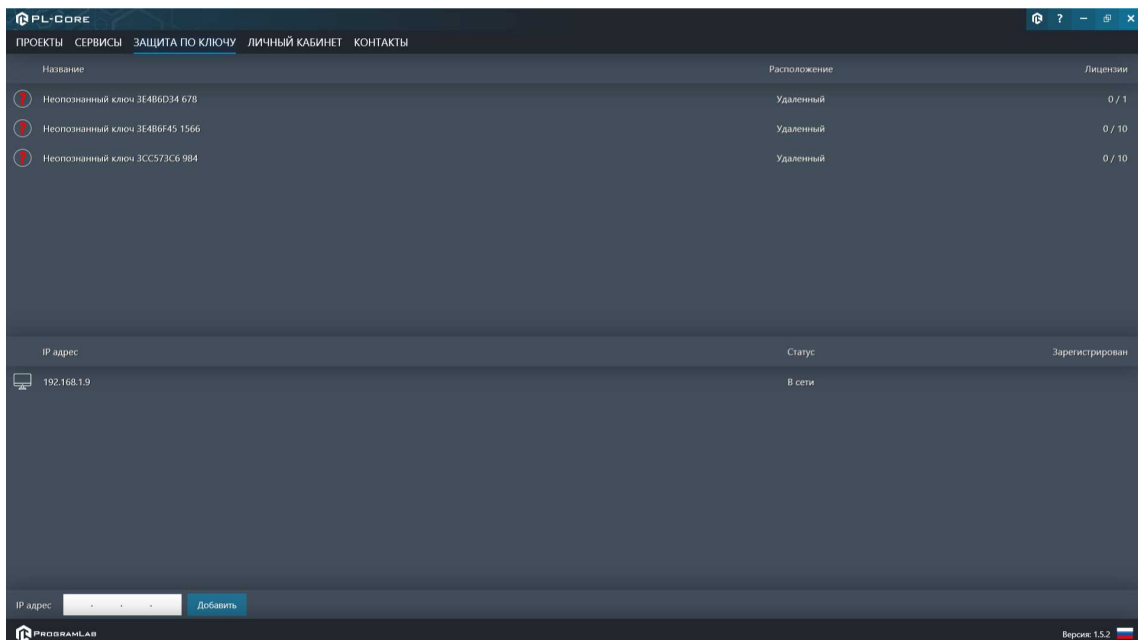 PL-CORE ?
ПРОЕКТЫ СЕРВИСЫ ЗАЩИТА ПО КЛЮЧУ ЛИЧНЫЙ КАБИНЕТ КОНТАКТЫ
Название Расположение Лицензии
? Неопознанный ключ 3E4B6D34 678 Удаленный 0 / 1
? Неопознанный ключ 3E4B6F45 1566 Удаленный 0 / 10
? Неопознанный ключ 3CC573C6 984 Удаленный 0 / 10
IP адрес Статус Зарегистрирован
192.168.1.9 В сети
IP адрес . . . Добавить
PROGRAMLAB Версия: 1.5.2